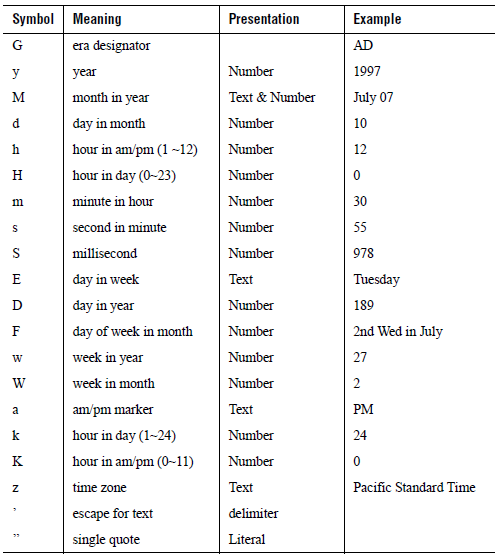 Symbol Meaning Presentation Example
G era designator AD
y year Number 1997
M month in year Text & Number July 07
d day in month Number 10
h hour in am/pm (1 ~12) Number 12
H hour in day (0~23) Number 0
m minute in hour Number 30
s second in minute Number 55
S millisecond Number 978
E day in week Text Tuesday
D day in year Number 189
F day of week in month Number 2nd Wed in July
w week in year Number 27
W week in month Number 2
a am/pm marker Text PM
k hour in day (1~24) Number 24
K hour in am/pm (0~11) Number 0
z time zone Text Pacific Standard Time
’ escape for text delimiter
” single quote Literal